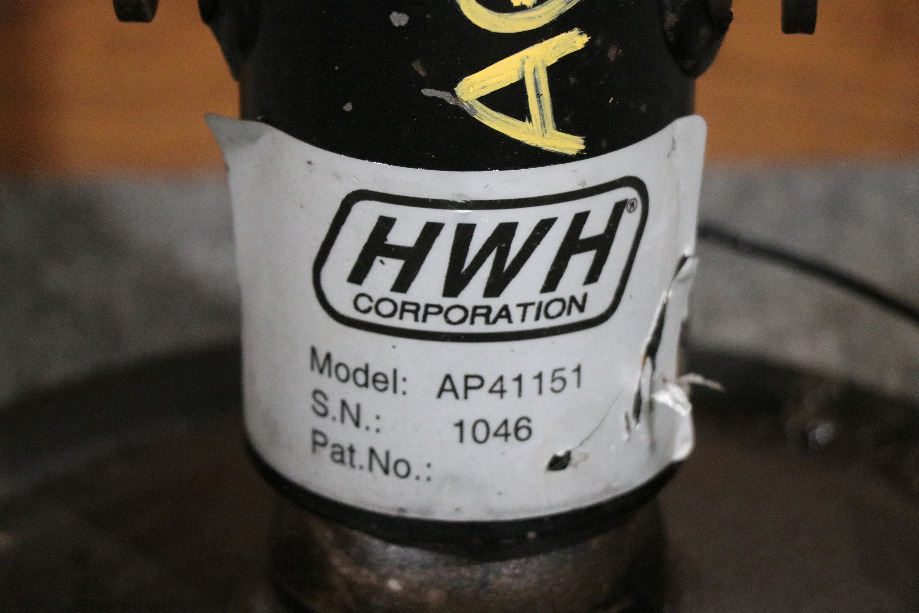 A
HWH®
CORPORATION
Model: AP41151
S.N.: 1046
Pat.No.: